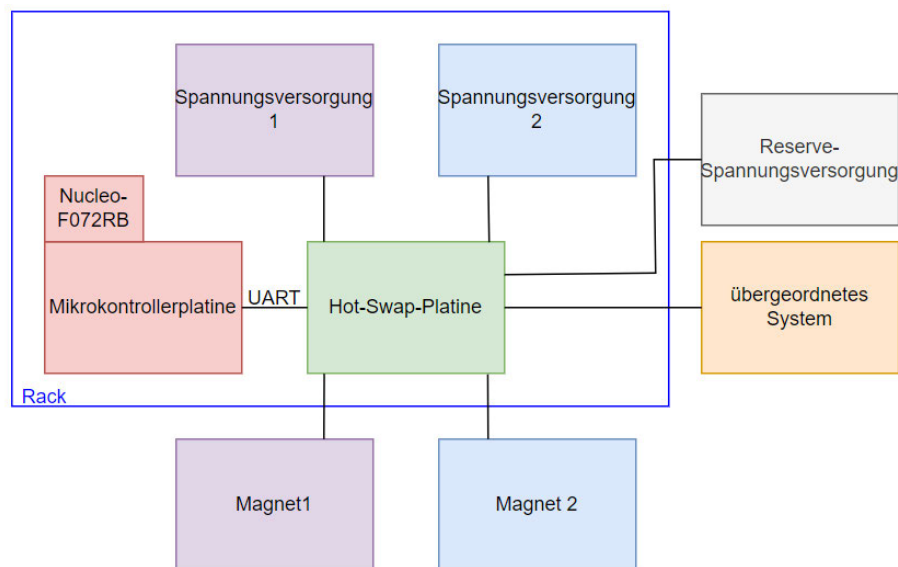 Spannungsversorgung
1
Spannungsversorgung
2
Reserve-
Spannungsversorgung
Nucleo-
F072RB
Mikrokontrollerplatine
UART
Hot-Swap-Platine
übergeordnetes
System
Rack
Magnet1
Magnet 2